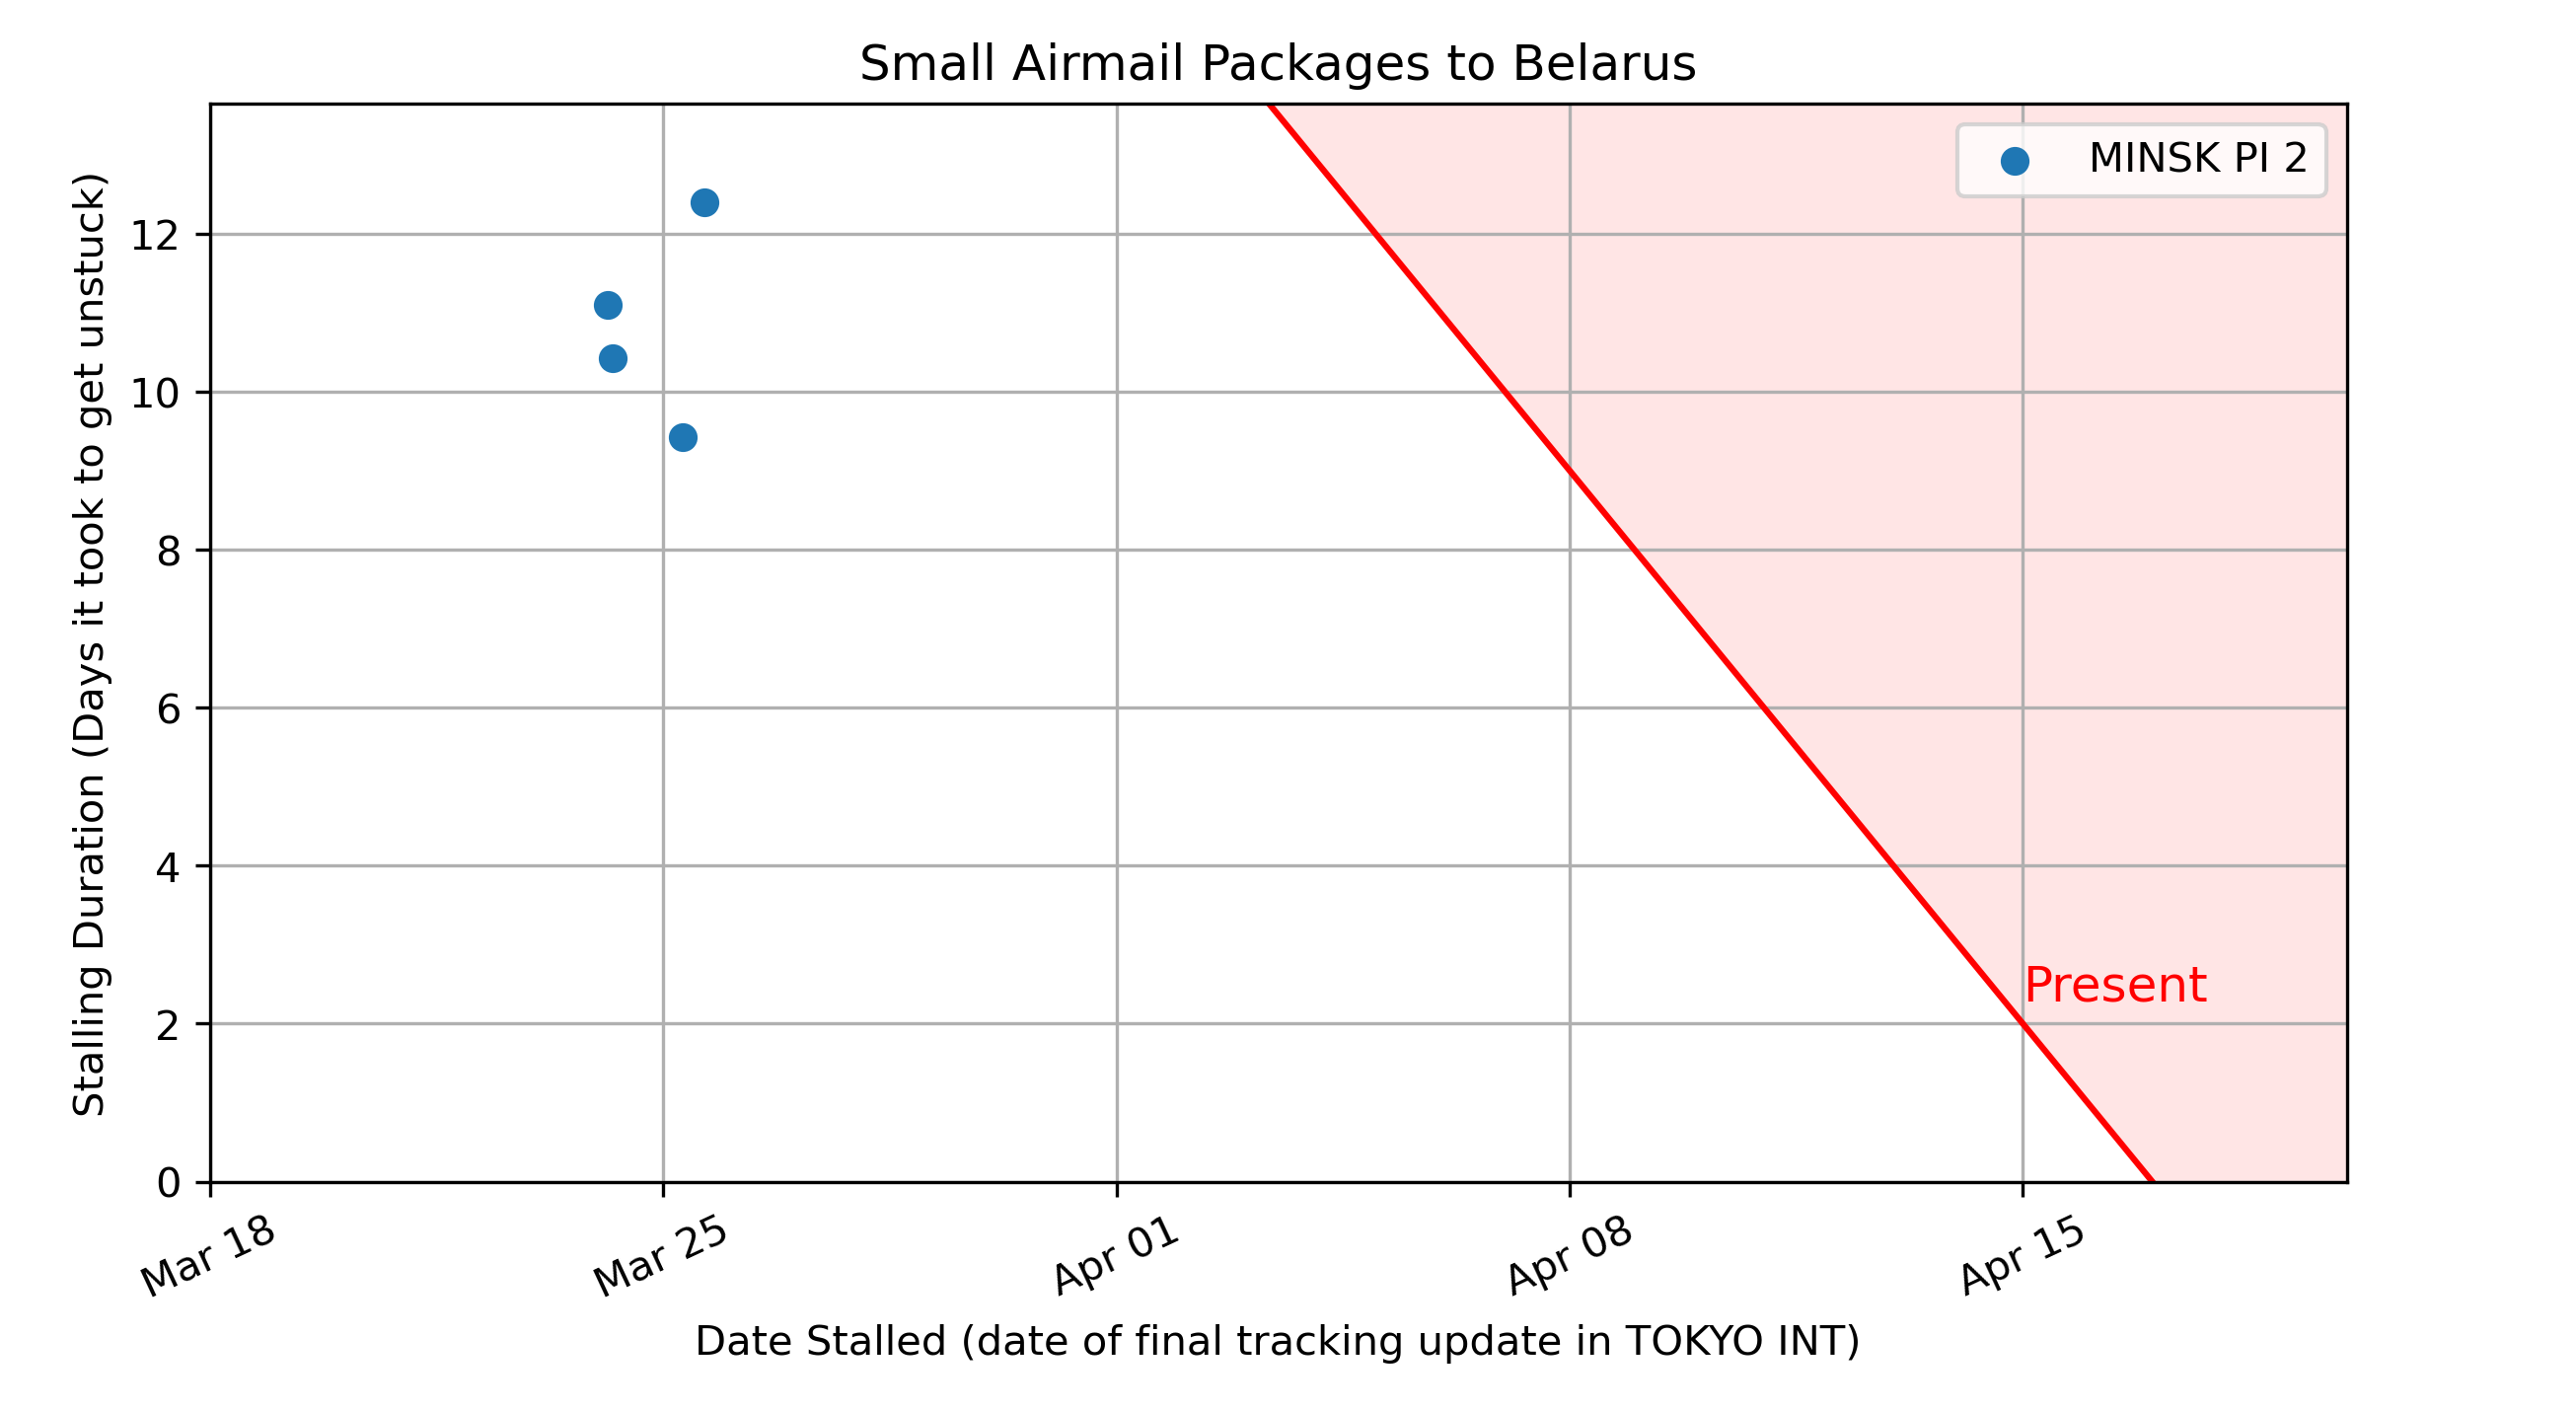 Small Airmail Packages to Belarus
MINSK PI 2
Stalling Duration (Days it took to get unstuck)
12
10
8
6
4
2
0
Present
Mar 18
Mar 25
Apr 01
Apr 08
Apr 15
Date Stalled (date of final tracking update in TOKYO INT)